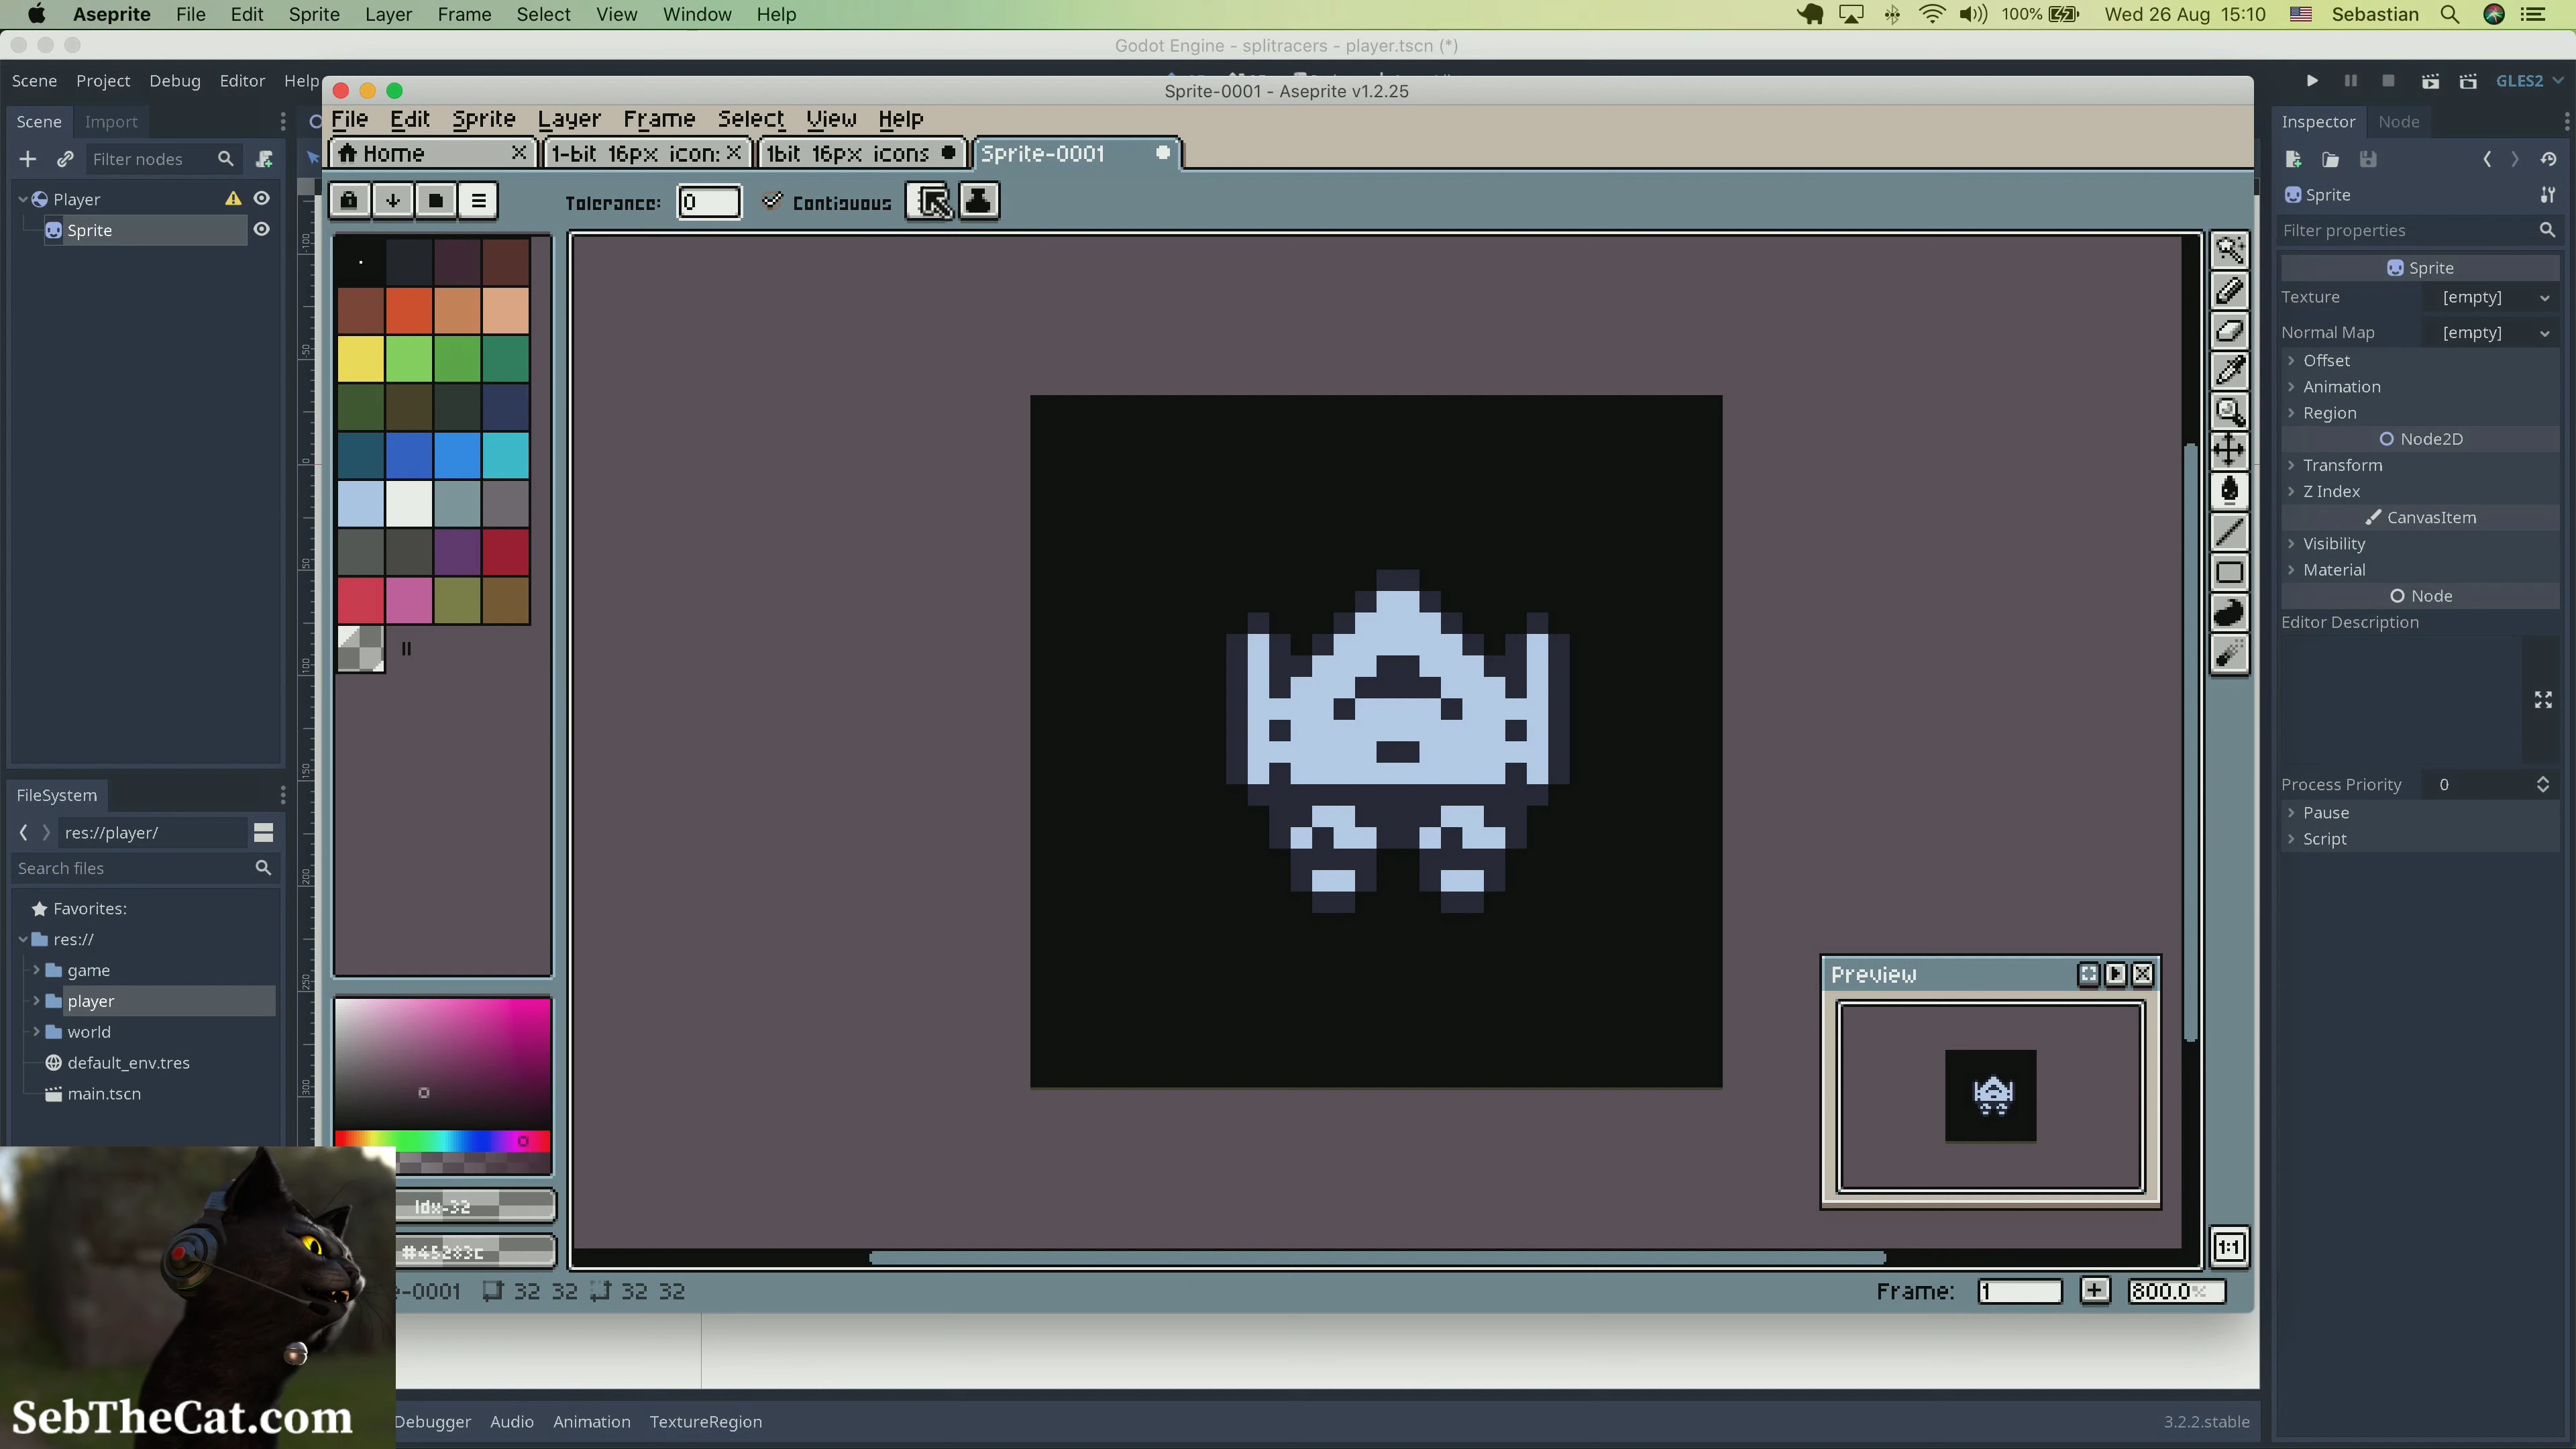 Aseprite File Edit Sprite Layer Frame Select View Window Help 100% Wed 26 Aug 15:10 Sebastian
Godot Engine - splitracers - player.tscn (*)
Scene Project Debug Editor Help GLES2
Sprite-0001 - Aseprite v1.2.25
File Edit Sprite Layer Frame Select View Help
Scene Import
Inspector Node
Home 1-bit 16px icon: 1bit 16px icons Sprite-0001
Filter nodes
Player
Sprite
Tolerance: 0 Contiguous
Sprite
Filter properties
Sprite
Texture [empty]
Normal Map [empty]
Offset
Animation
Region
Node2D
Transform
Z Index
CanvasItem
Visibility
Material
Node
Editor Description
Process Priority 0
Pause
Script
FileSystem
res://player/
Search files
Favorites:
res://
game
player
world
default_env.tres
main.tscn
Preview
Idx-32
#45283c
-0001 32 32 32 32
Frame: 1 800.0%
1:1
SebTheCat.com
Debugger Audio Animation TextureRegion 3.2.2.stable